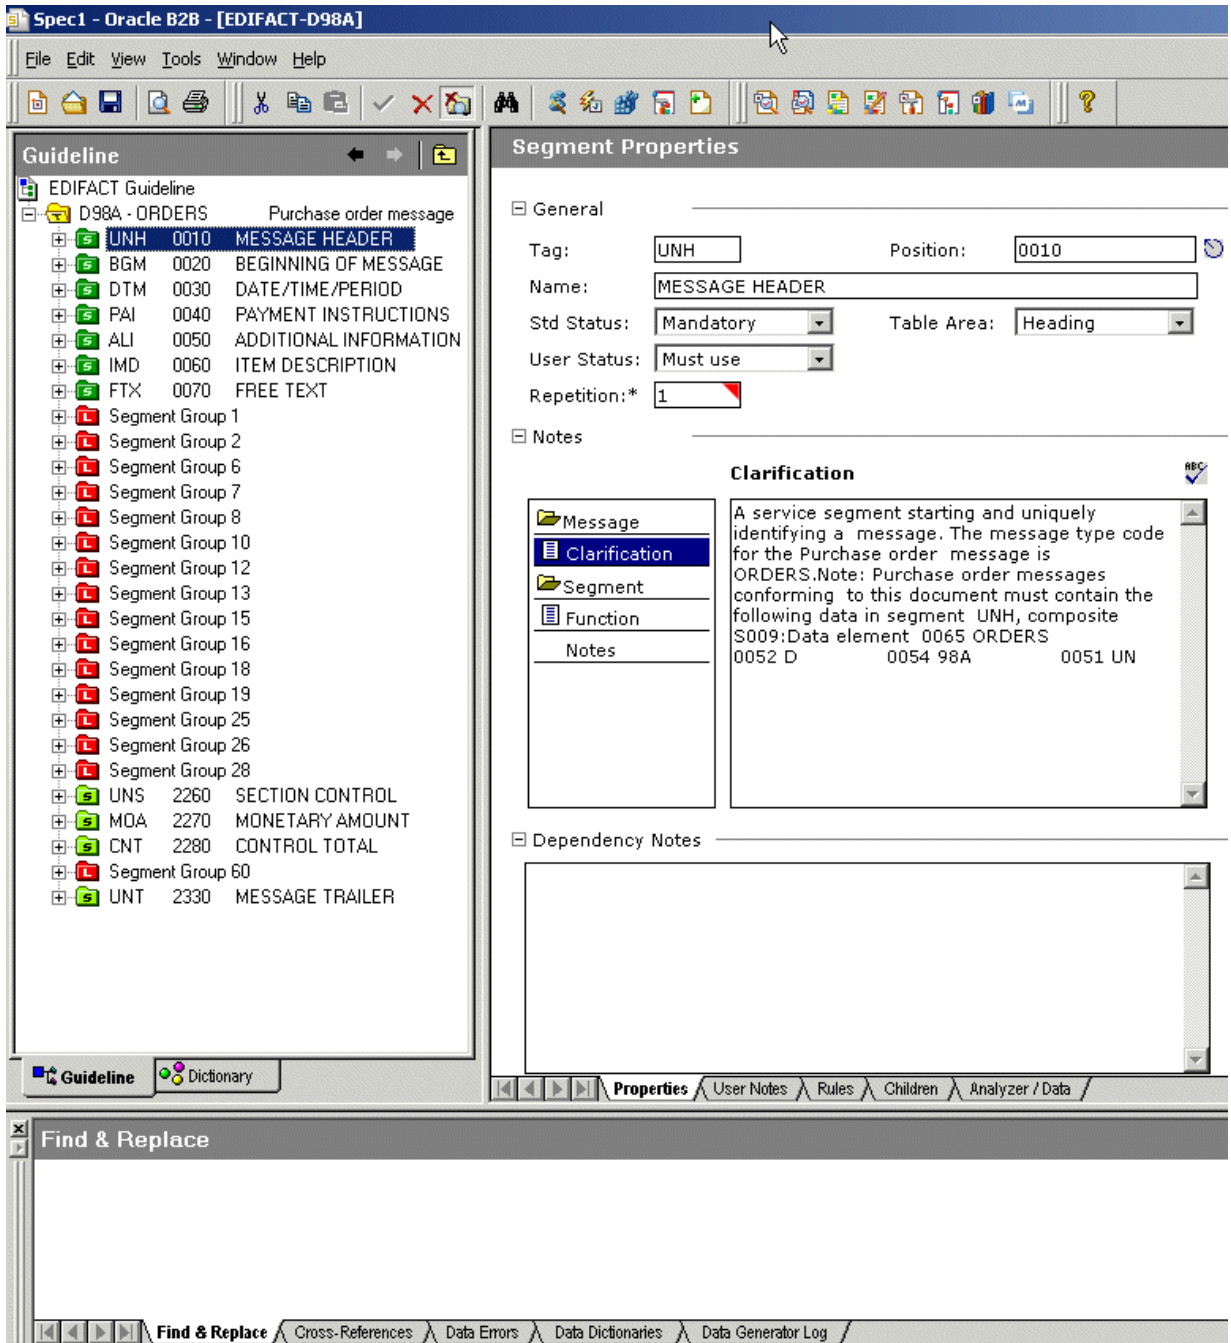 Spec1 - Oracle B2B - [EDIFACT-D98A]
File Edit View Tools Window Help
Guideline
EDIFACT Guideline
D98A - ORDERS Purchase order message
UNH 0010 MESSAGE HEADER
BGM 0020 BEGINNING OF MESSAGE
DTM 0030 DATE/TIME/PERIOD
PAI 0040 PAYMENT INSTRUCTIONS
ALI 0050 ADDITIONAL INFORMATION
IMD 0060 ITEM DESCRIPTION
FTX 0070 FREE TEXT
Segment Group 1
Segment Group 2
Segment Group 6
Segment Group 7
Segment Group 8
Segment Group 10
Segment Group 12
Segment Group 13
Segment Group 15
Segment Group 16
Segment Group 18
Segment Group 19
Segment Group 25
Segment Group 26
Segment Group 28
UNS 2260 SECTION CONTROL
MOA 2270 MONETARY AMOUNT
CNT 2280 CONTROL TOTAL
Segment Group 60
UNT 2330 MESSAGE TRAILER
Guideline Dictionary
Segment Properties
General
Tag: UNH Position: 0010
Name: MESSAGE HEADER
Std Status: Mandatory Table Area: Heading
User Status: Must use
Repetition:* 1
Notes
Clarification
ABC
Message
Clarification
Segment
Function
Notes
A service segment starting and uniquely
identifying a message. The message type code
for the Purchase order message is
ORDERS.Note: Purchase order messages
conforming to this document must contain the
following data in segment UNH, composite
S009:Data element 0065 ORDERS
0052 D 0054 98A 0051 UN
Dependency Notes
Properties User Notes Rules Children Analyzer / Data
Find & Replace
Find & Replace Cross-References Data Errors Data Dictionaries Data Generator Log